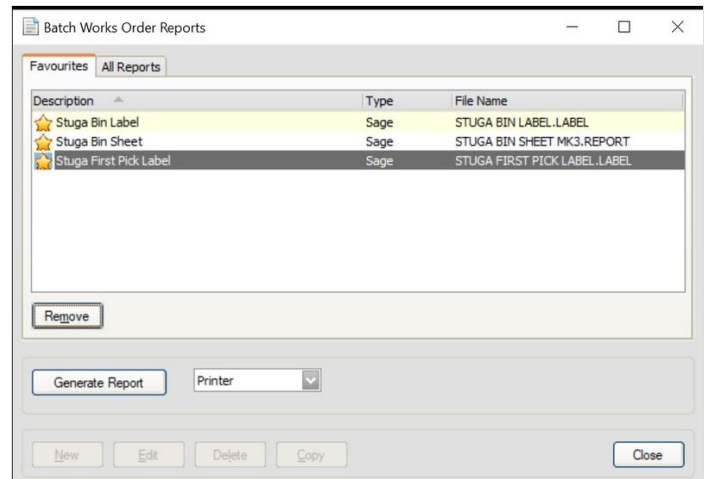 Batch Works Order Reports
Favourites All Reports
Description Type File Name
Stuga Bin Label Sage STUGA BIN LABEL.LABEL
Stuga Bin Sheet Sage STUGA BIN SHEET MK3.REPORT
Stuga First Pick Label Sage STUGA FIRST PICK LABEL.LABEL
Remove
Generate Report Printer
New Edit Delete Copy Close